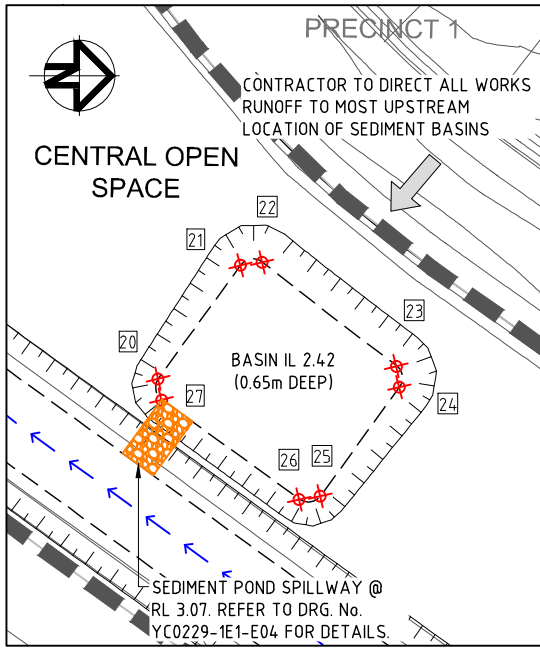 PRECINCT 1
N
CONTRACTOR TO DIRECT ALL WORKS
RUNOFF TO MOST UPSTREAM
LOCATION OF SEDIMENT BASINS
CENTRAL OPEN
SPACE
22
21
23
20
BASIN IL 2.42
(0.65m DEEP)
27
24
26
25
SEDIMENT POND SPILLWAY @
RL 3.07. REFER TO DRG. No.
YC0229-1E1-E04 FOR DETAILS.